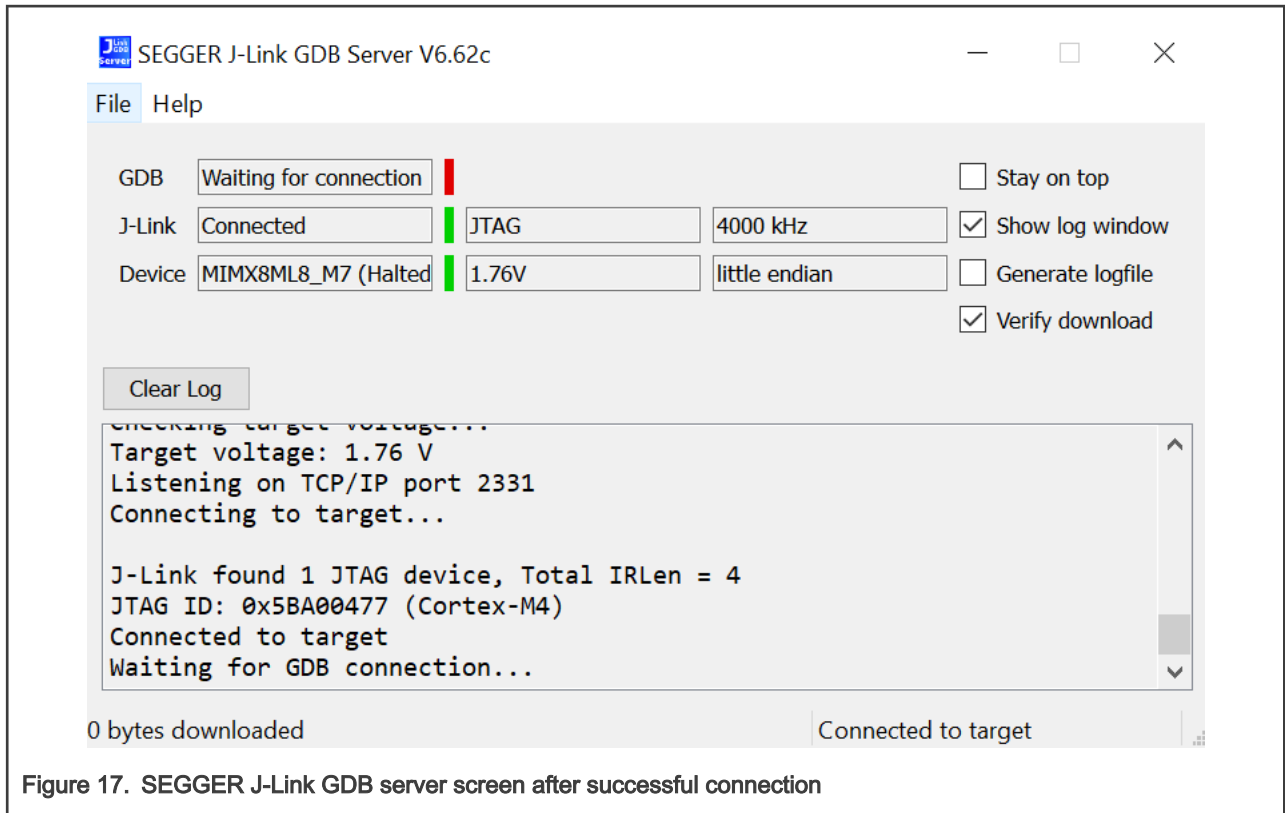 SEGGER J-Link GDB Server V6.62c
File Help
GDB Waiting for connection Stay on top
J-Link Connected JTAG 4000 kHz Show log window
Device MIMX8ML8_M7 (Halted 1.76V little endian Generate logfile
Verify download
Clear Log
Checking target voltage...
Target voltage: 1.76 V
Listening on TCP/IP port 2331
Connecting to target...
J-Link found 1 JTAG device, Total IRLen = 4
JTAG ID: 0x5BA00477 (Cortex-M4)
Connected to target
Waiting for GDB connection...
0 bytes downloaded Connected to target
Figure 17. SEGGER J-Link GDB server screen after successful connection